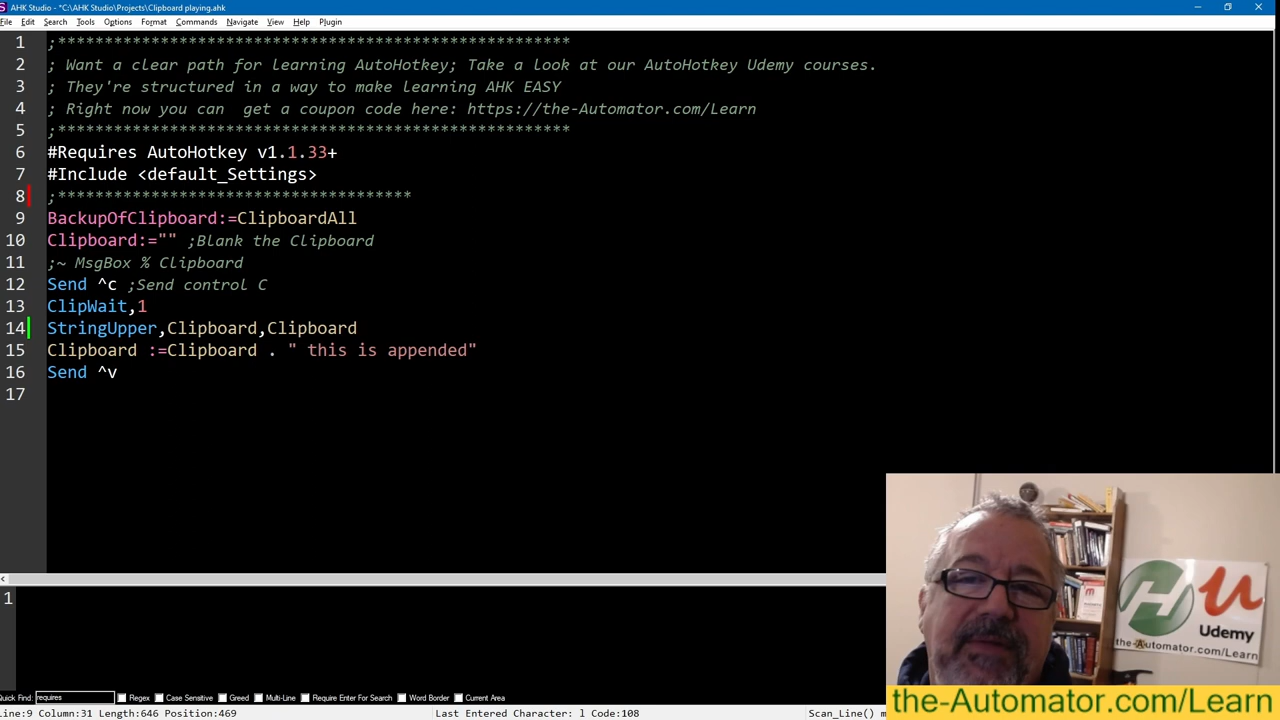 AHK Studio - *C:\AHK Studio\Projects\Clipboard playing.ahk
File Edit Search Tools Options Format Commands Navigate View Help Plugin
1 ;***************************************************
2 ; Want a clear path for learning AutoHotkey; Take a look at our AutoHotkey Udemy courses.
3 ; They're structured in a way to make learning AHK EASY
4 ; Right now you can  get a coupon code here: https://the-Automator.com/Learn
5 ;***************************************************
6 #Requires AutoHotkey v1.1.33+
7 #Include <default_Settings>
8 ;***************************************
9 BackupOfClipboard:=ClipboardAll
10 Clipboard:="" ;Blank the Clipboard
11 ;~ MsgBox % Clipboard
12 Send ^c ;Send control C
13 ClipWait,1
14 StringUpper,Clipboard,Clipboard
15 Clipboard :=Clipboard . " this is appended"
16 Send ^v
17
1
Quick Find: requires Regex Case Sensitive Greed Multi-Line Require Enter For Search Word Border Current Area
Line:9 Column:31 Length:646 Position:469 Last Entered Character: l Code:108 Scan_Line() m
Udemy
the-Automator.com/Learn
the-Automator.com/Learn